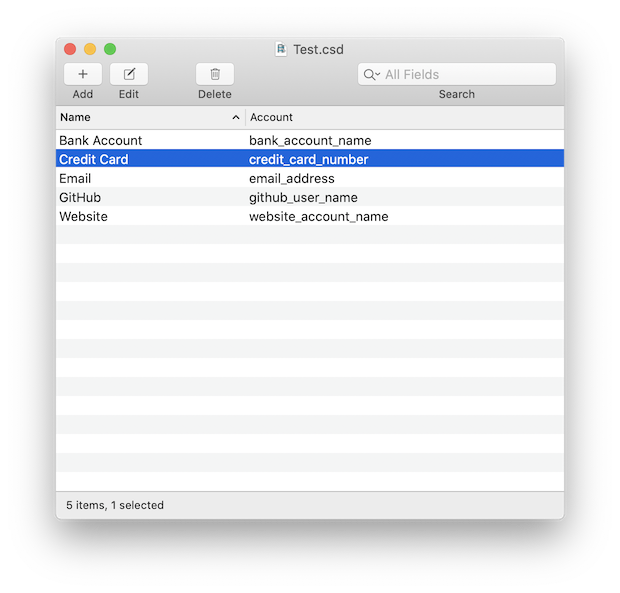 Test.csd
All Fields
Add Edit Delete Search
Name Account
Bank Account bank_account_name
Credit Card credit_card_number
Email email_address
GitHub github_user_name
Website website_account_name
5 items, 1 selected